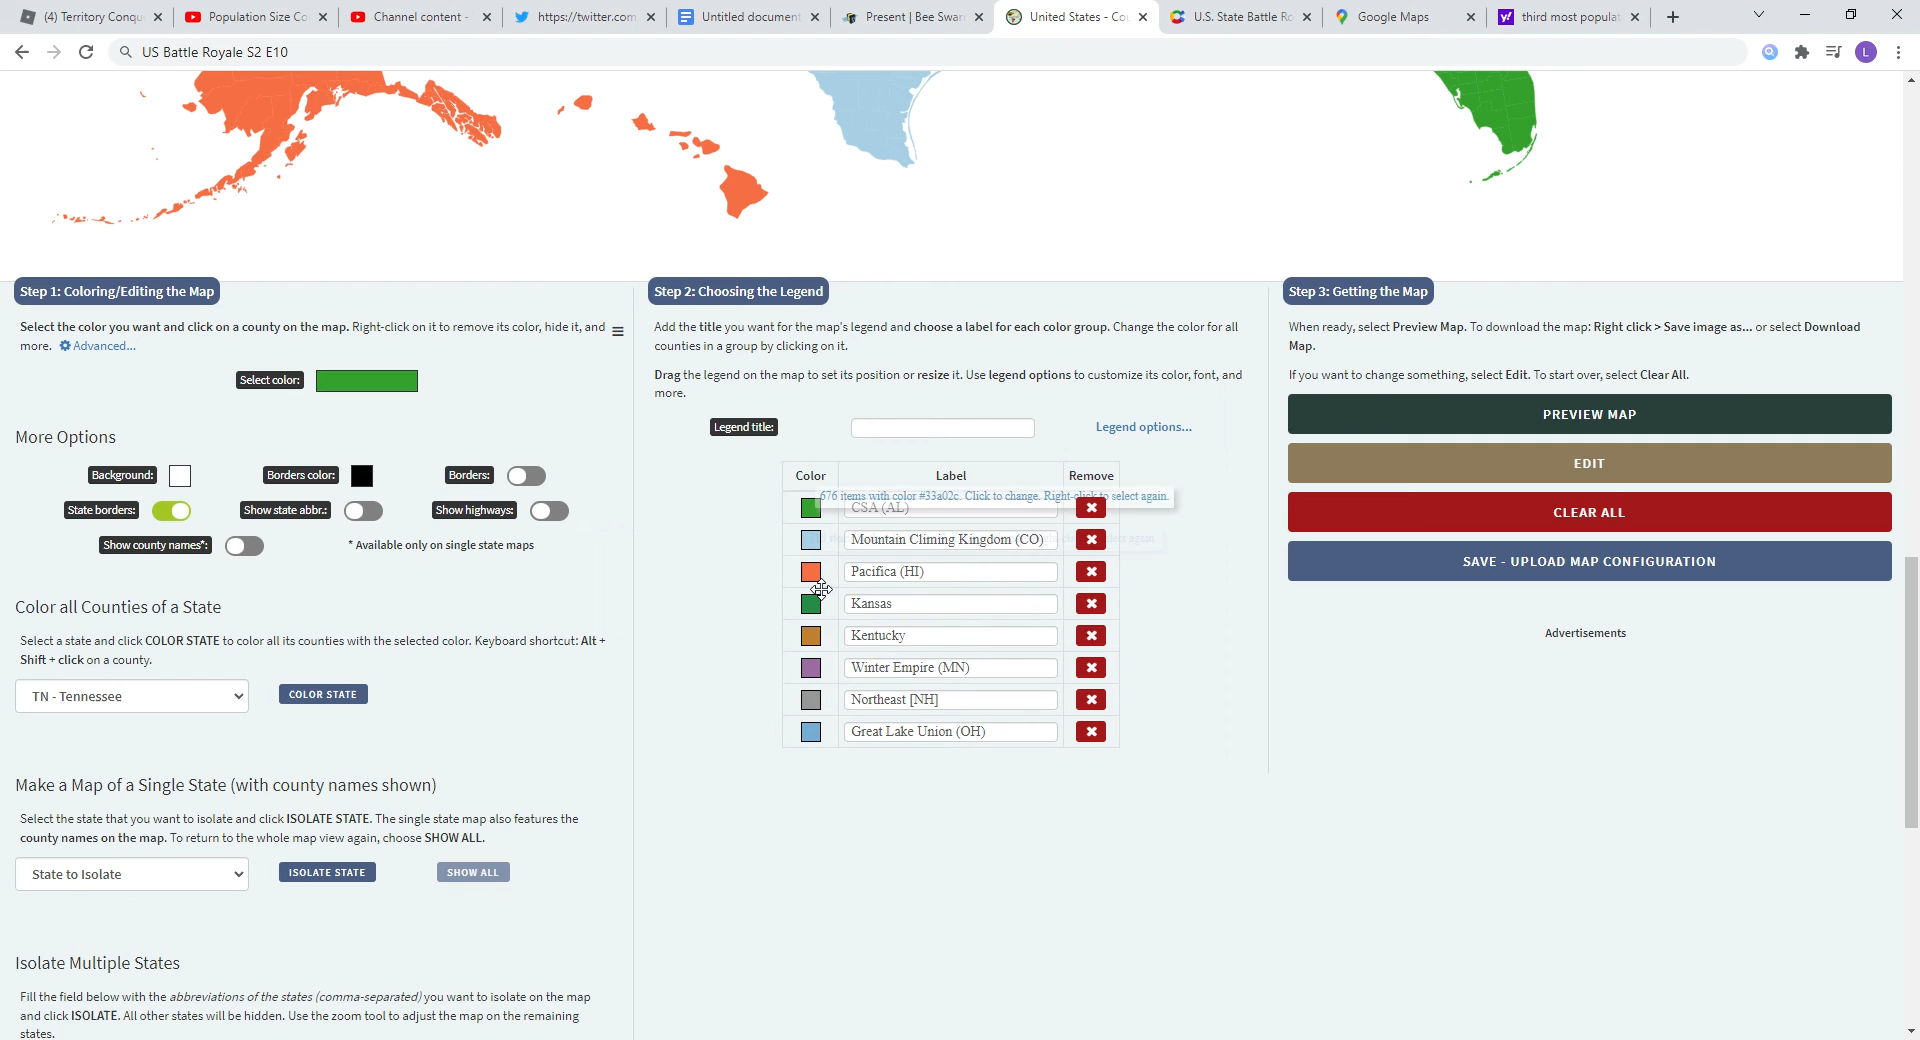 (4) Territory Conqu
Population Size Co
Channel content -
https://twitter.com
Untitled document
Present | Bee Swar
United States - Cou
U.S. State Battle Ro
Google Maps
third most populat
US Battle Royale S2 E10
L
Step 1: Coloring/Editing the Map
Select the color you want and click on a county on the map. Right-click on it to remove its color, hide it, and
more. Advanced...
Select color:
More Options
Background:
Borders color:
Borders:
State borders:
Show state abbr.:
Show highways:
Show county names*:
* Available only on single state maps
Color all Counties of a State
Select a state and click COLOR STATE to color all its counties with the selected color. Keyboard shortcut: Alt +
Shift + click on a county.
TN - Tennessee
COLOR STATE
Make a Map of a Single State (with county names shown)
Select the state that you want to isolate and click ISOLATE STATE. The single state map also features the
county names on the map. To return to the whole map view again, choose SHOW ALL.
State to Isolate
ISOLATE STATE
SHOW ALL
Isolate Multiple States
Fill the field below with the abbreviations of the states (comma-separated) you want to isolate on the map
and click ISOLATE. All other states will be hidden. Use the zoom tool to adjust the map on the remaining
states.
Step 2: Choosing the Legend
Add the title you want for the map's legend and choose a label for each color group. Change the color for all
counties in a group by clicking on it.
Drag the legend on the map to set its position or resize it. Use legend options to customize its color, font, and
more.
Legend title:
Legend options...
Color Label Remove
676 items with color #33a02c. Click to change. Right-click to select again.
CSA (AL)
Mountain Climing Kingdom (CO)
Pacifica (HI)
Kansas
Kentucky
Winter Empire (MN)
Northeast [NH]
Great Lake Union (OH)
Step 3: Getting the Map
When ready, select Preview Map. To download the map: Right click > Save image as... or select Download
Map.
If you want to change something, select Edit. To start over, select Clear All.
PREVIEW MAP
EDIT
CLEAR ALL
SAVE - UPLOAD MAP CONFIGURATION
Advertisements